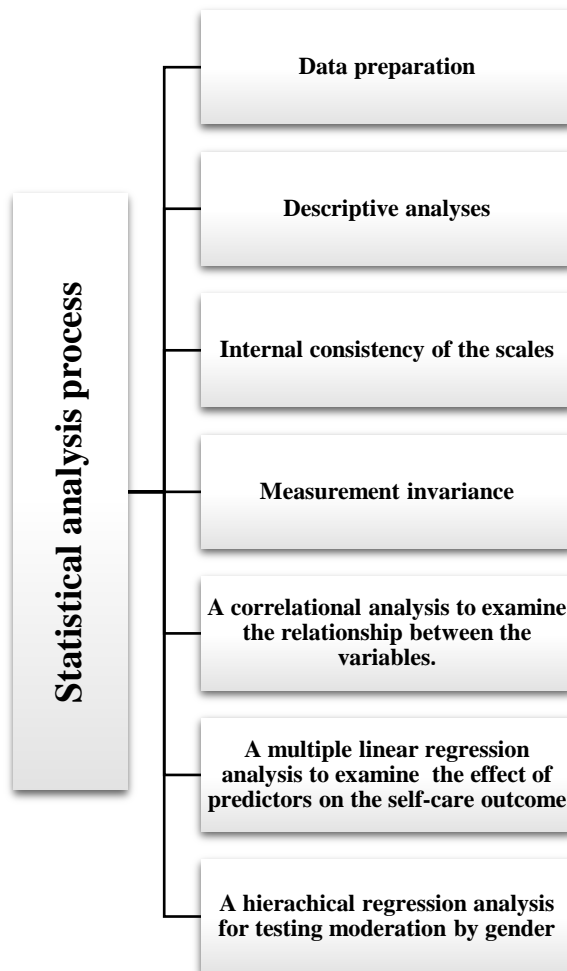 Statistical analysis process
Data preparation
Descriptive analyses
Internal consistency of the scales
Measurement invariance
A correlational analysis to examine
the relationship between the
variables.
A multiple linear regression
analysis to examine the effect of
predictors on the self-care outcome
A hierachical regression analysis
for testing moderation by gender